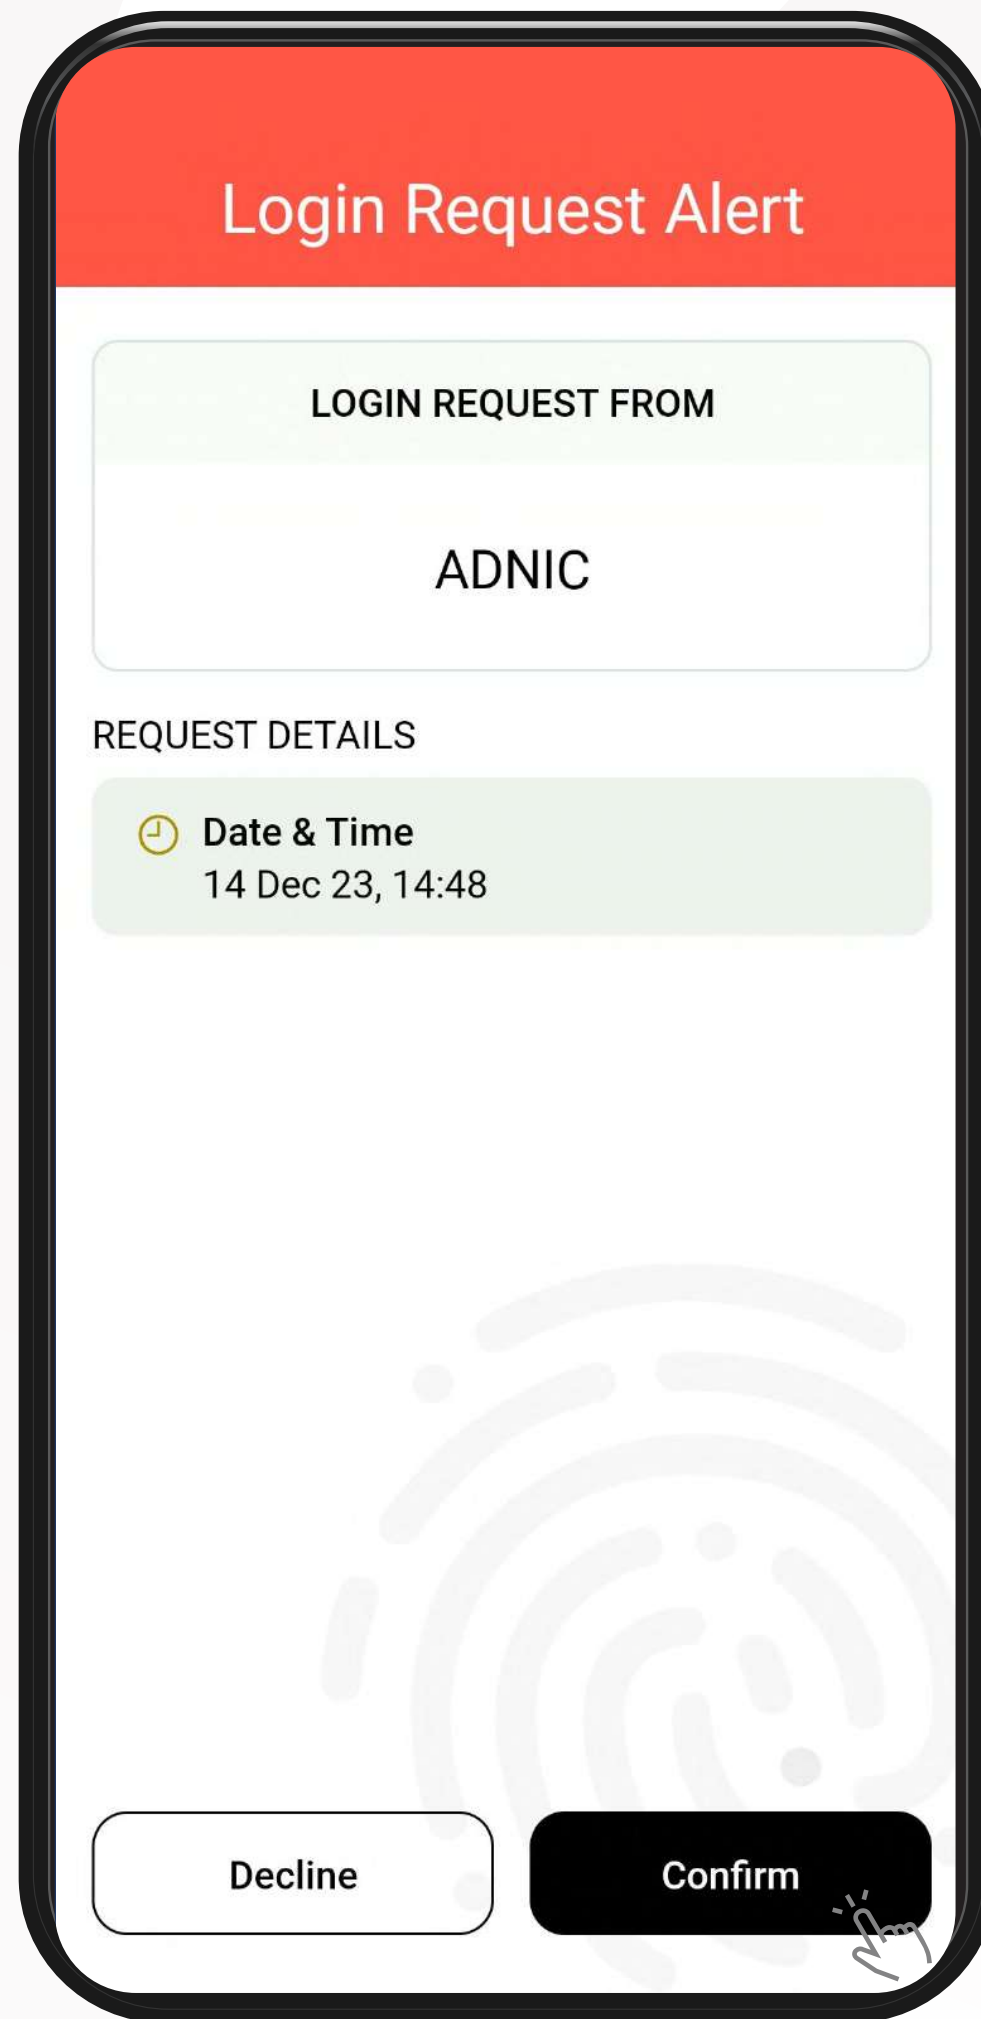 Login Request Alert
LOGIN REQUEST FROM
ADNIC
REQUEST DETAILS
Date & Time
14 Dec 23, 14:48
Decline
Confirm